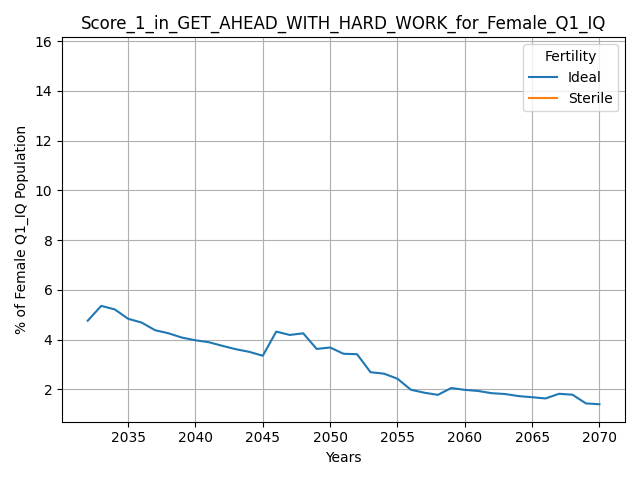 Score_1_in_GET_AHEAD_WITH_HARD_WORK_for_Female_Q1_IQ
16
14
12
10
8
6
4
2
% of Female Q1_IQ Population
Fertility
Ideal
Sterile
2035 2040 2045 2050 2055 2060 2065 2070
Years